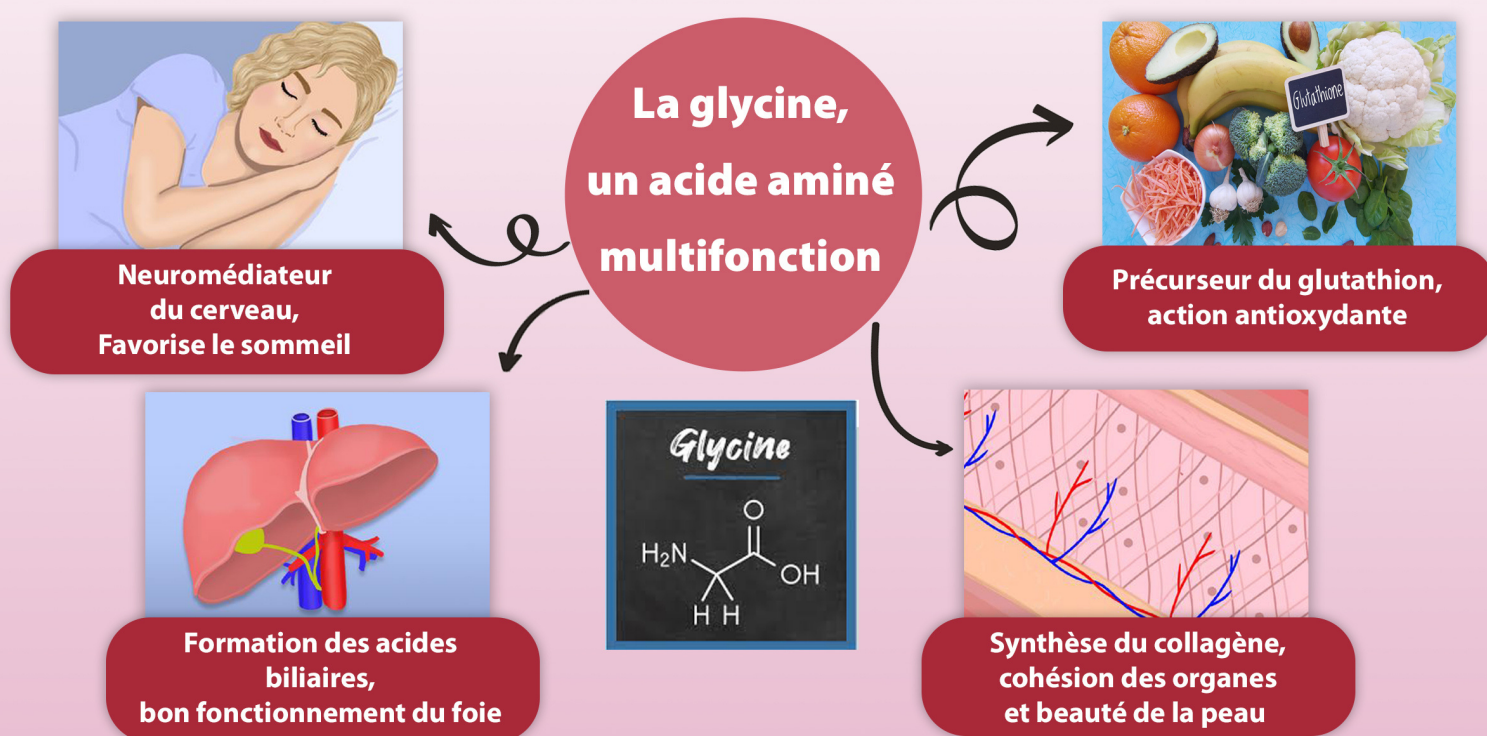 La glycine,
un acide aminé
multifonction
Neuromédiateur
du cerveau,
Favorise le sommeil
Glutathione
Précurseur du glutathion,
action antioxydante
Formation des acides
biliaires,
bon fonctionnement du foie
Glycine
O
H₂N
OH
H H
Synthèse du collagène,
cohésion des organes
et beauté de la peau